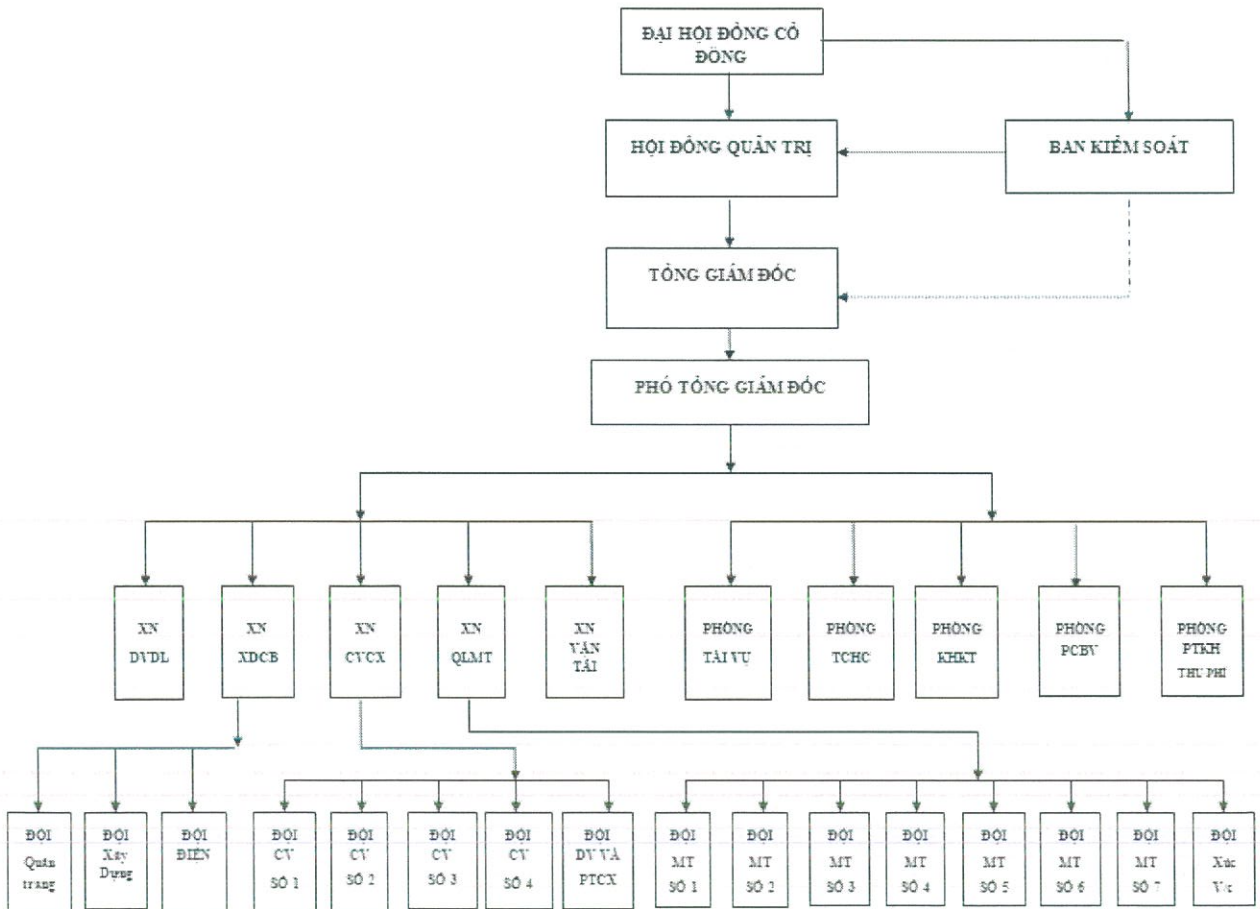 ĐẠI HỘI ĐỒNG CỔ
ĐÔNG
HỘI ĐỒNG QUẢN TRỊ
BAN KIỂM SOÁT
TỔNG GIÁM ĐỐC
PHÓ TỔNG GIÁM ĐỐC
XN
DVDL
XN
XDCB
XN
CVCX
XN
QLMT
XN
VẬN
TẢI
PHÒNG
TÀI VỤ
PHÒNG
TCHC
PHÒNG
KHKT
PHÒNG
PCBV
PHÒNG
PTKH
THU PHÍ
ĐỘI
Quản
trang
ĐỘI
Xây
Dựng
ĐỘI
ĐIỆN
ĐỘI
CV
SỐ 1
ĐỘI
CV
SỐ 2
ĐỘI
CV
SỐ 3
ĐỘI
CV
SỐ 4
ĐỘI
DV VÀ
PTCX
ĐỘI
MT
SỐ 1
ĐỘI
MT
SỐ 2
ĐỘI
MT
SỐ 3
ĐỘI
MT
SỐ 4
ĐỘI
MT
SỐ 5
ĐỘI
MT
SỐ 6
ĐỘI
MT
SỐ 7
ĐỘI
Xúc